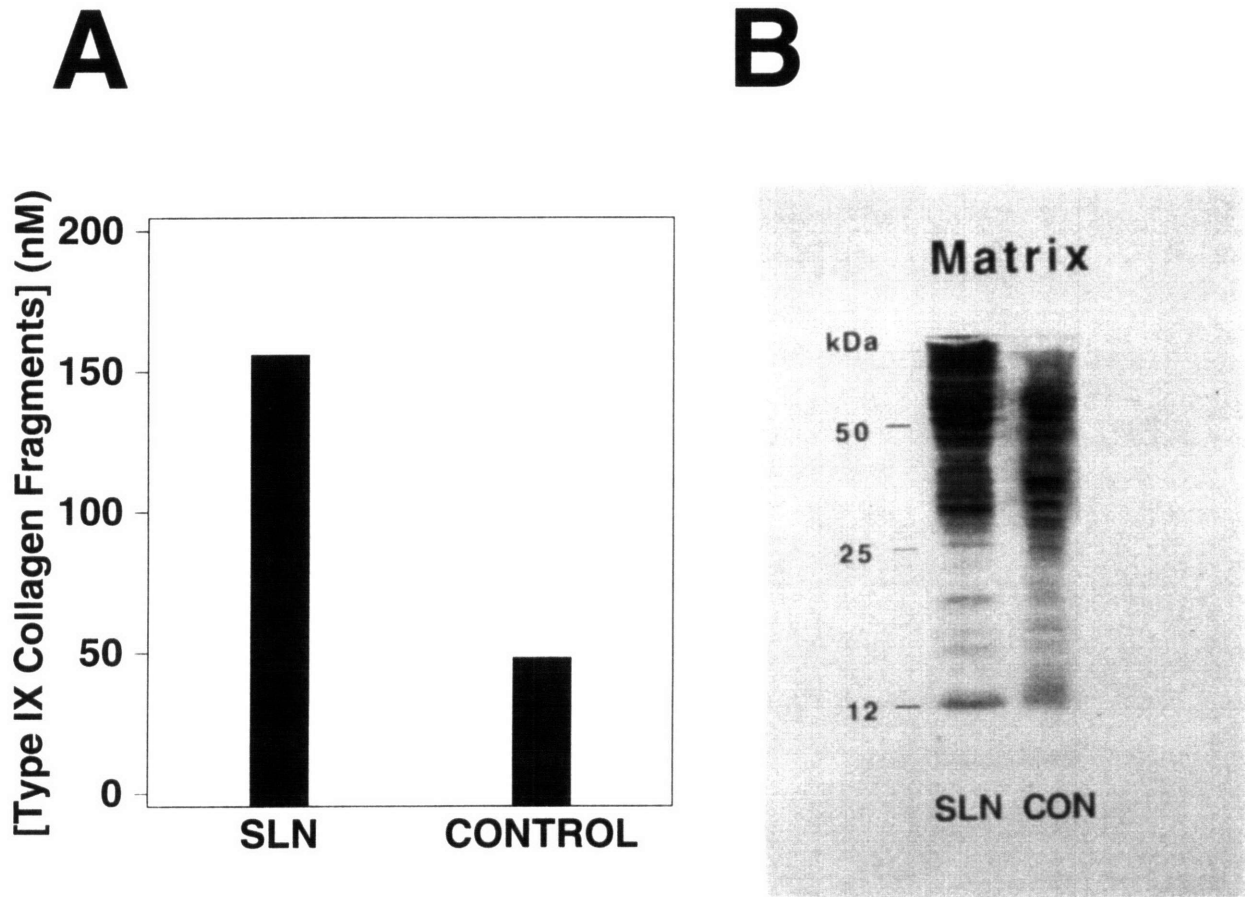 A
B
[Type IX Collagen Fragments] (nM)
200
150
100
50
0
SLN
CONTROL
Matrix
kDa
50
25
12
SLN CON